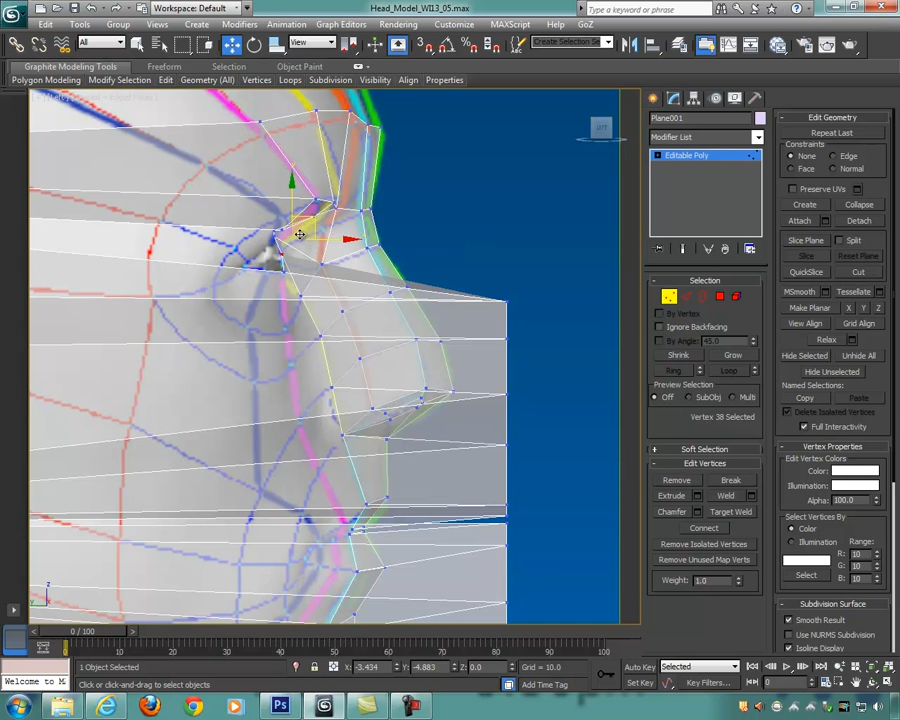 Workspace: Default
Head_Model_WI13_05.max
Type a keyword or phrase
Edit Tools Group Views Create Modifiers Animation Graph Editors Rendering Customize MAXScript Help GoZ
All
View
Create Selection Se
Graphite Modeling Tools Freeform Selection Object Paint
Polygon Modeling Modify Selection Edit Geometry (All) Vertices Loops Subdivision Visibility Align Properties
Plane001
Modifier List
Editable Poly
Selection
By Vertex
Ignore Backfacing
By Angle: 45.0
Shrink Grow
Ring Loop
Preview Selection
Off SubObj Multi
Vertex 38 Selected
Soft Selection
Edit Vertices
Remove Break
Extrude Weld
Chamfer Target Weld
Connect
Remove Isolated Vertices
Remove Unused Map Verts
Weight: 1.0
Edit Geometry
Repeat Last
Constraints
None Edge
Face Normal
Preserve UVs
Create Collapse
Attach Detach
Slice Plane Split
Slice Reset Plane
QuickSlice Cut
MSmooth Tessellate
Make Planar X Y Z
View Align Grid Align
Relax
Hide Selected Unhide All
Hide Unselected
Named Selections:
Copy Paste
Delete Isolated Vertices
Full Interactivity
Vertex Properties
Edit Vertex Colors
Color:
Illumination:
Alpha: 100.0
Select Vertices By
Color
Illumination Range:
R: 10
G: 10
B: 10
Select
Subdivision Surface
Smooth Result
Use NURMS Subdivision
Isoline Display
0 / 100
0 10 20 30 40 50 60 70 80 90 100
1 Object Selected
X: -3.434 Y: -4.883 Z: 0.0 Grid = 10.0
Auto Key Selected
Welcome to M
Click or click-and-drag to select objects
Add Time Tag
Set Key Key Filters...
0
Ps
7:06 PM